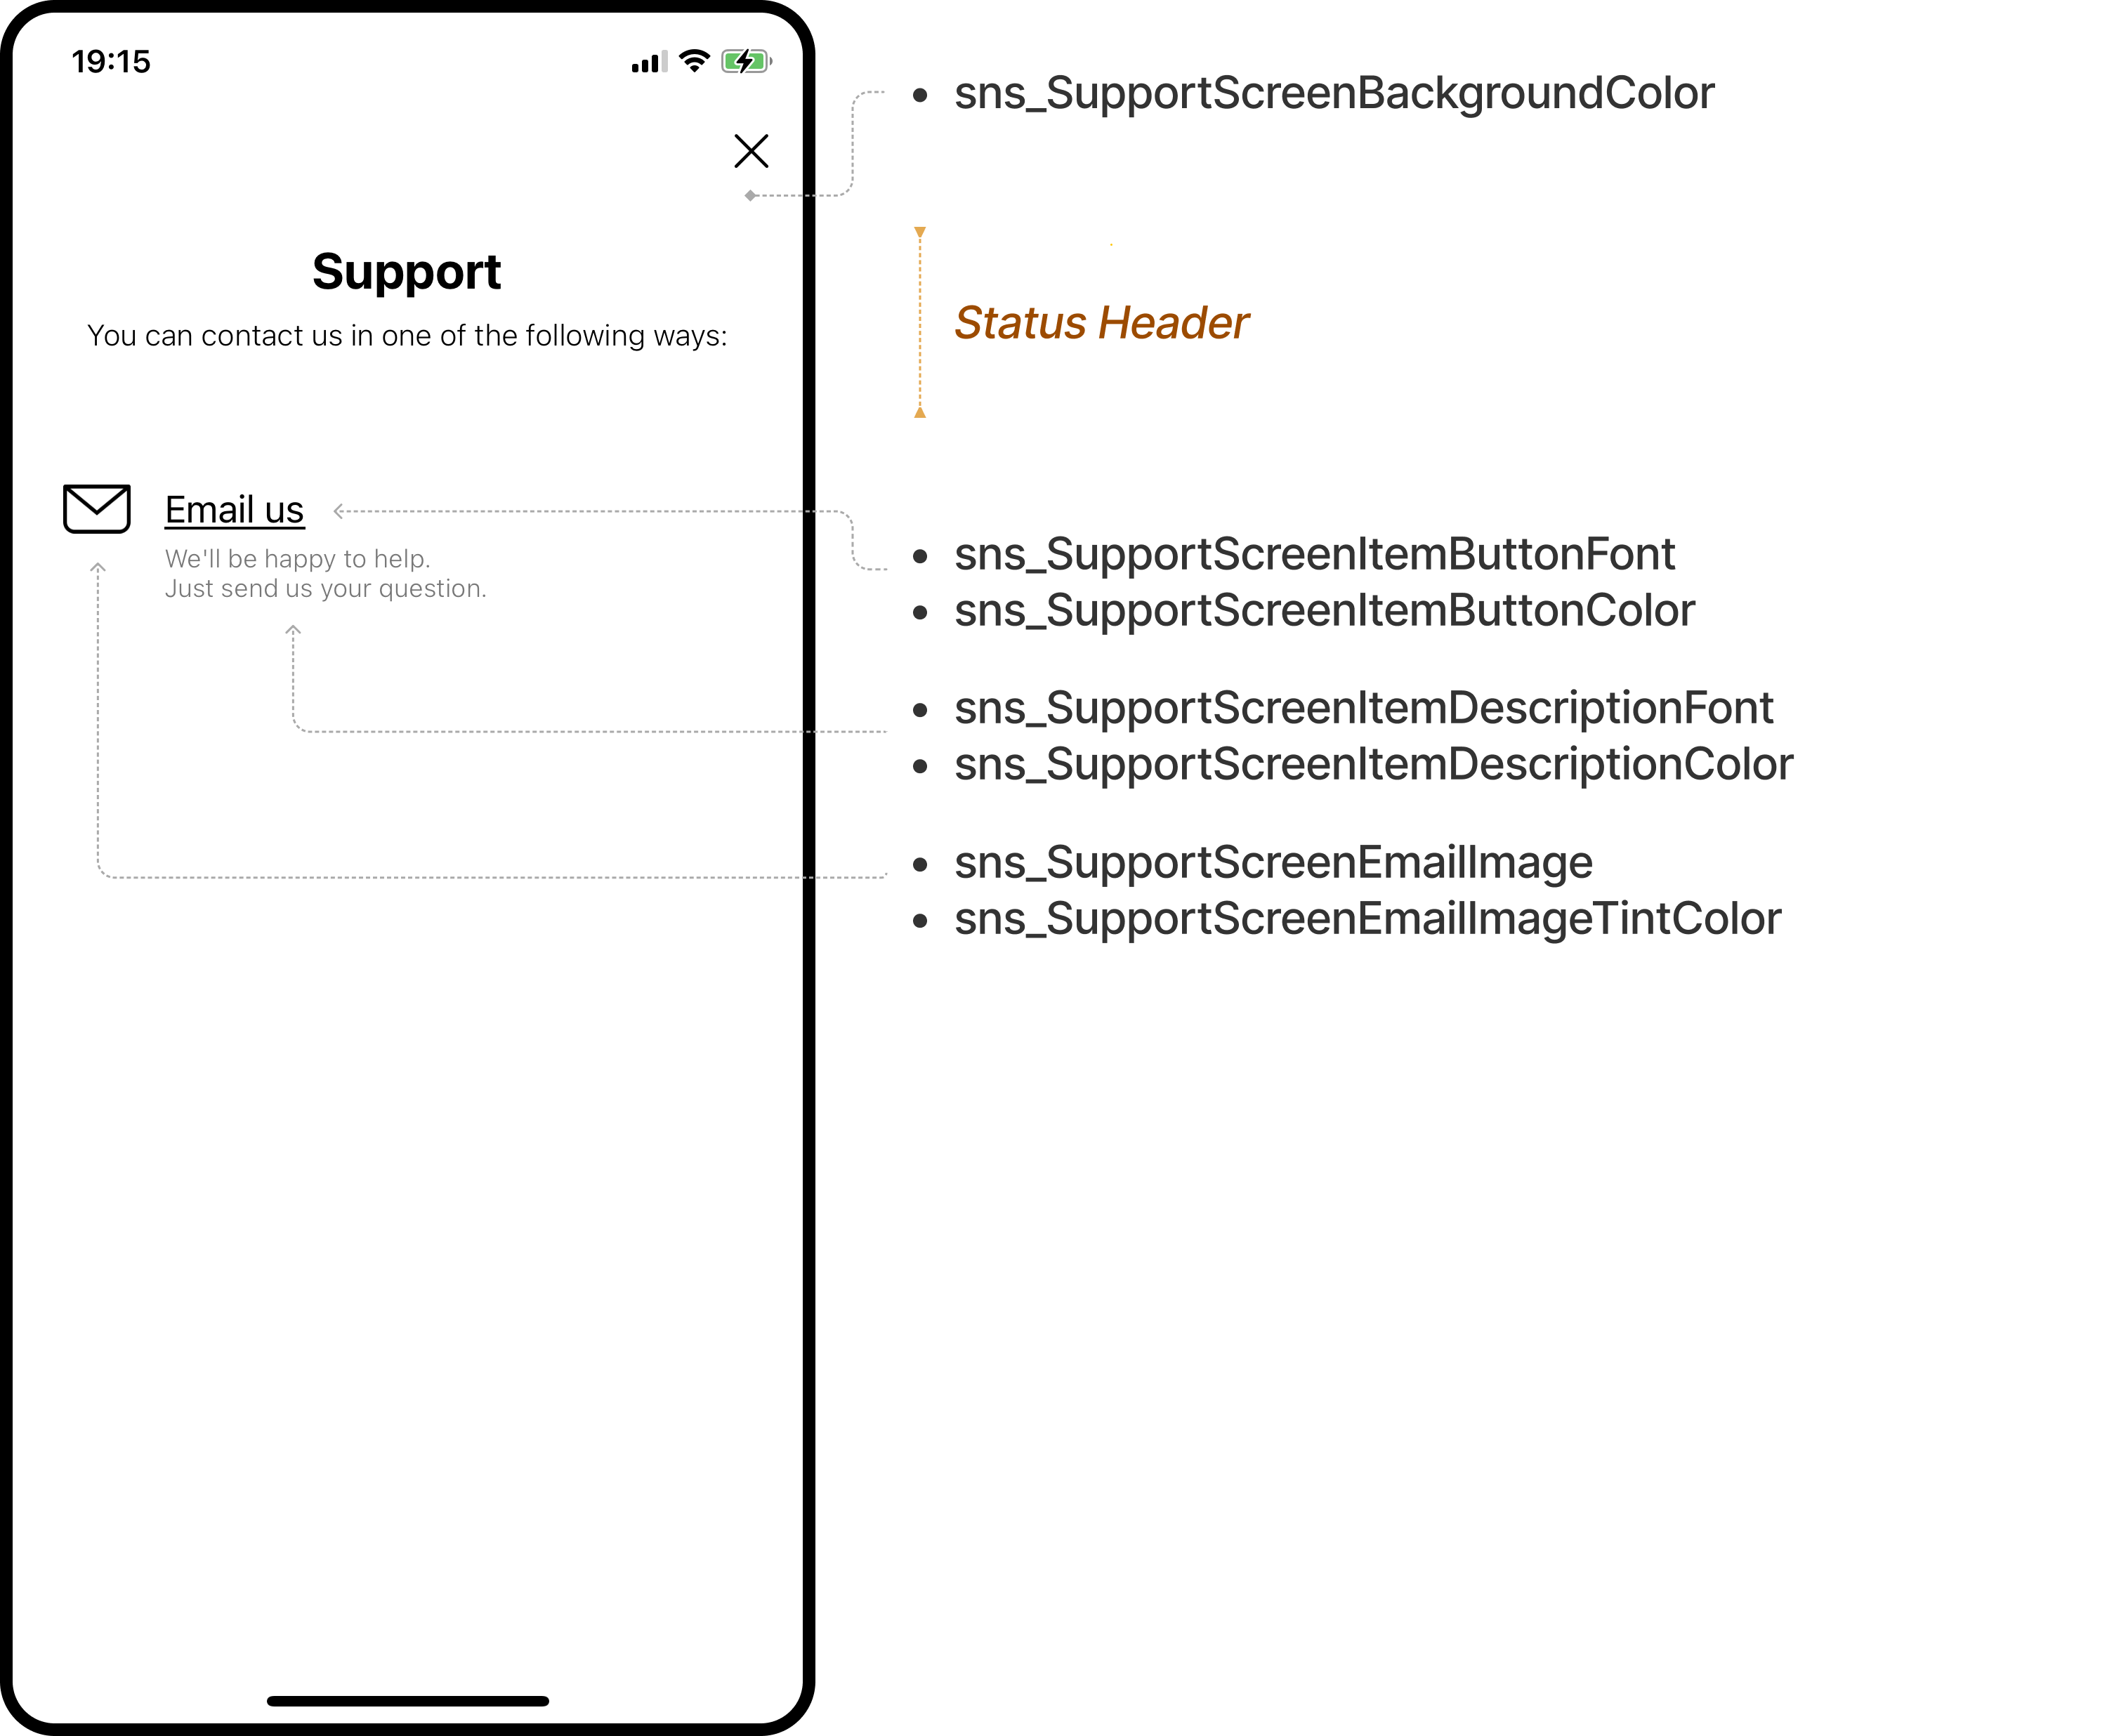 19:15
Support
You can contact us in one of the following ways:
Email us
We'll be happy to help.
Just send us your question.
sns_SupportScreenBackgroundColor
Status Header
sns_SupportScreenItemButtonFont
sns_SupportScreenItemButtonColor
sns_SupportScreenItemDescriptionFont
sns_SupportScreenItemDescriptionColor
sns_SupportScreenEmailImage
sns_SupportScreenEmailImageTintColor